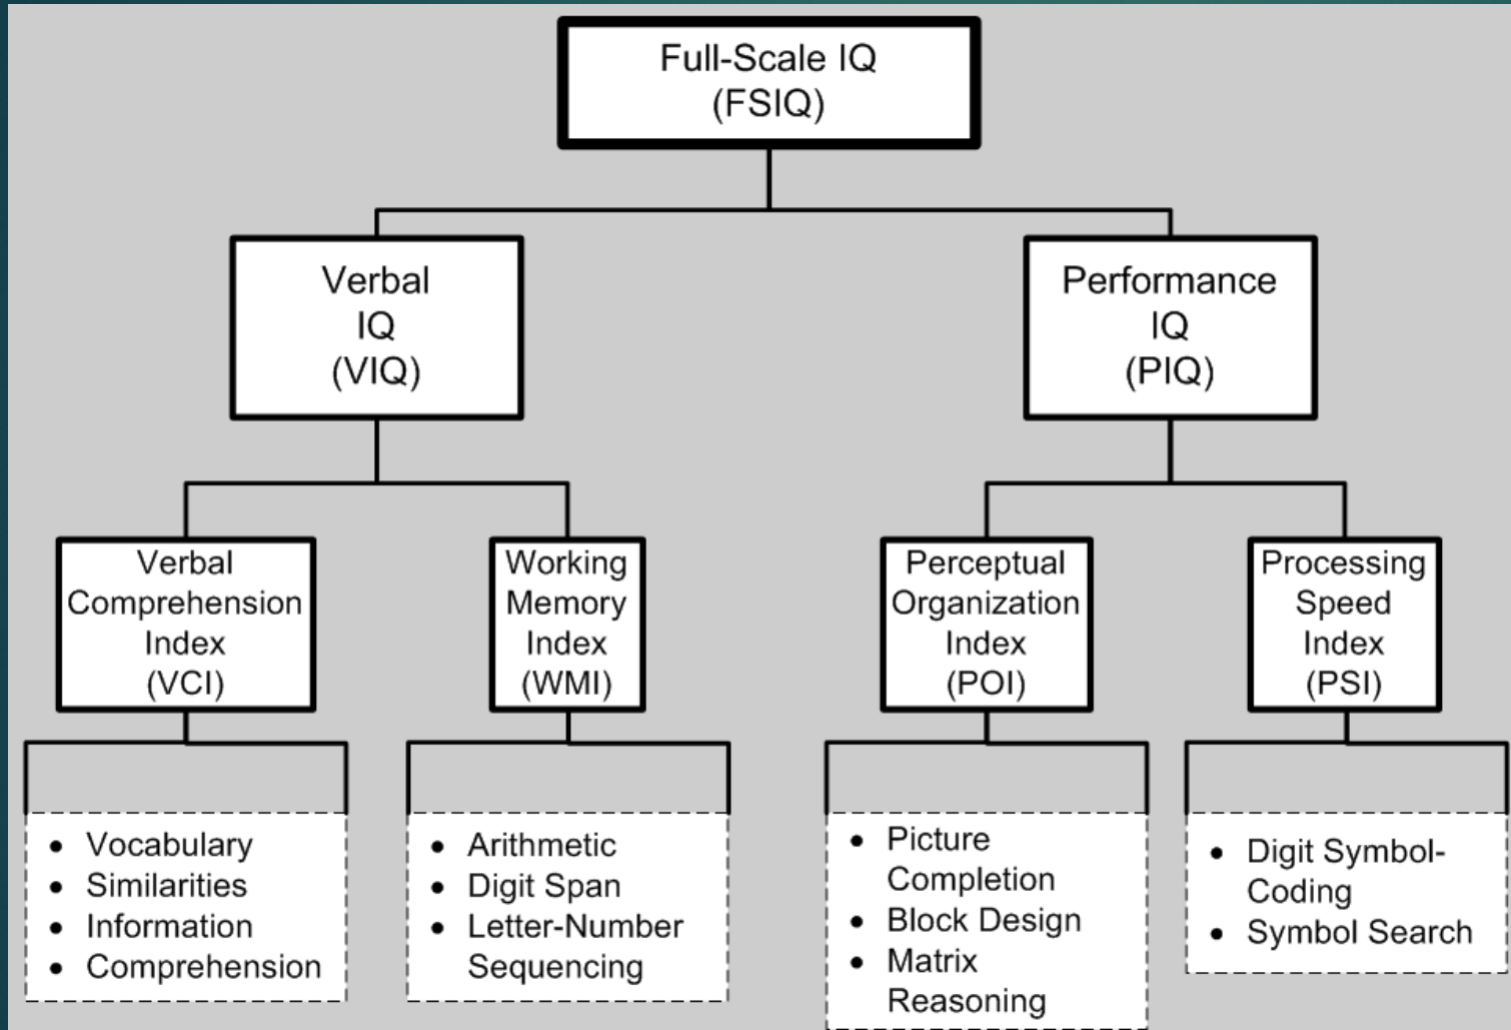 Full-Scale IQ
(FSIQ)
Verbal
IQ
(VIQ)
Performance
IQ
(PIQ)
Verbal
Comprehension
Index
(VCI)
Working
Memory
Index
(WMI)
Perceptual
Organization
Index
(POI)
Processing
Speed
Index
(PSI)
• Vocabulary
• Similarities
• Information
• Comprehension
• Arithmetic
• Digit Span
• Letter-Number
Sequencing
• Picture
Completion
• Block Design
• Matrix
Reasoning
• Digit Symbol-
Coding
• Symbol Search